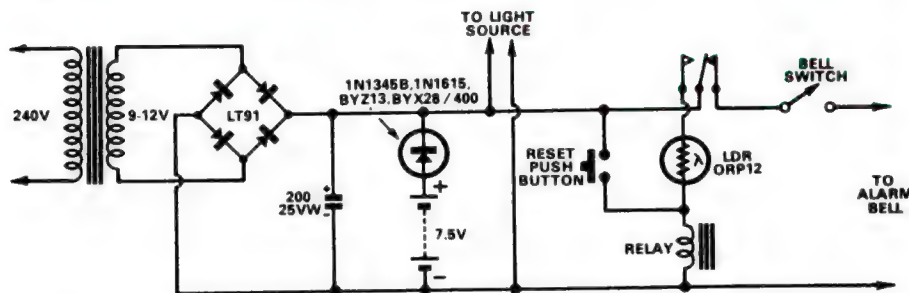 TO LIGHT
SOURCE
1N1345B,1N1615,
BYZ13,BYX28/400
BELL
SWITCH
240V
9-12V
LT91
RESET
PUSH
BUTTON
λ
LDR
ORP12
+
200
25VW
-
+
7.5V
-
RELAY
TO
ALARM
BELL